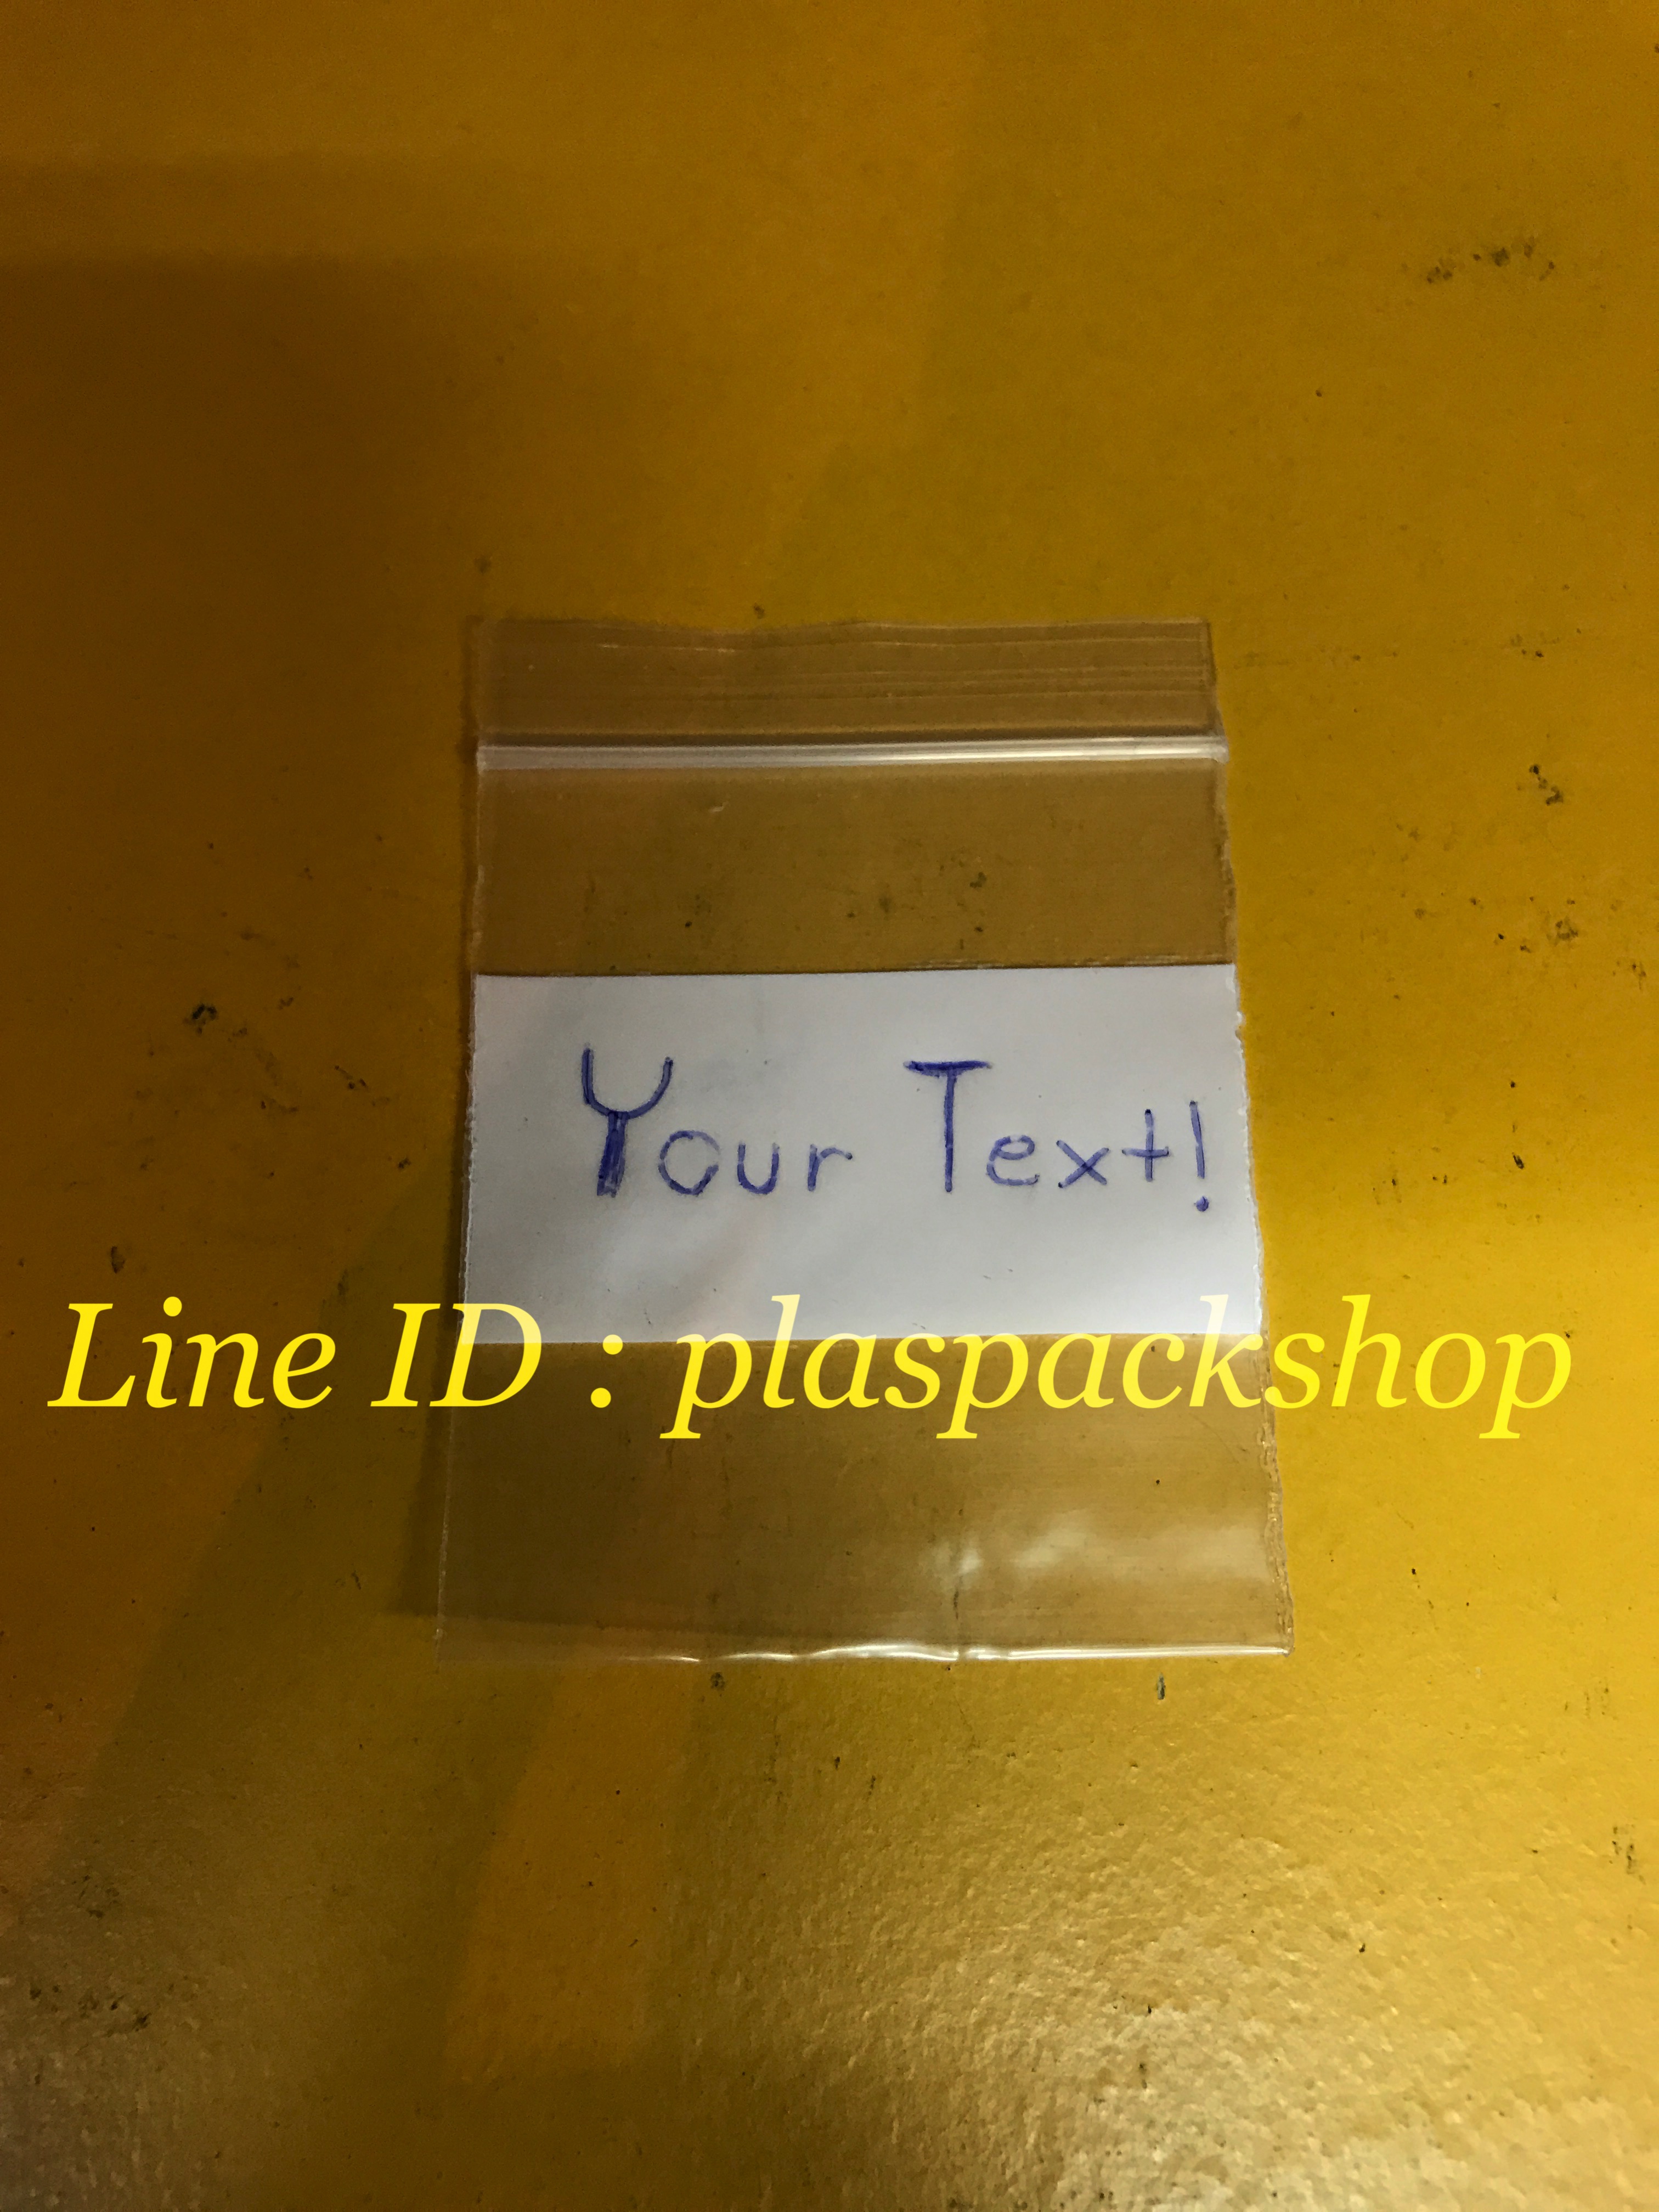 Your Text!
Line ID : plaspackshop